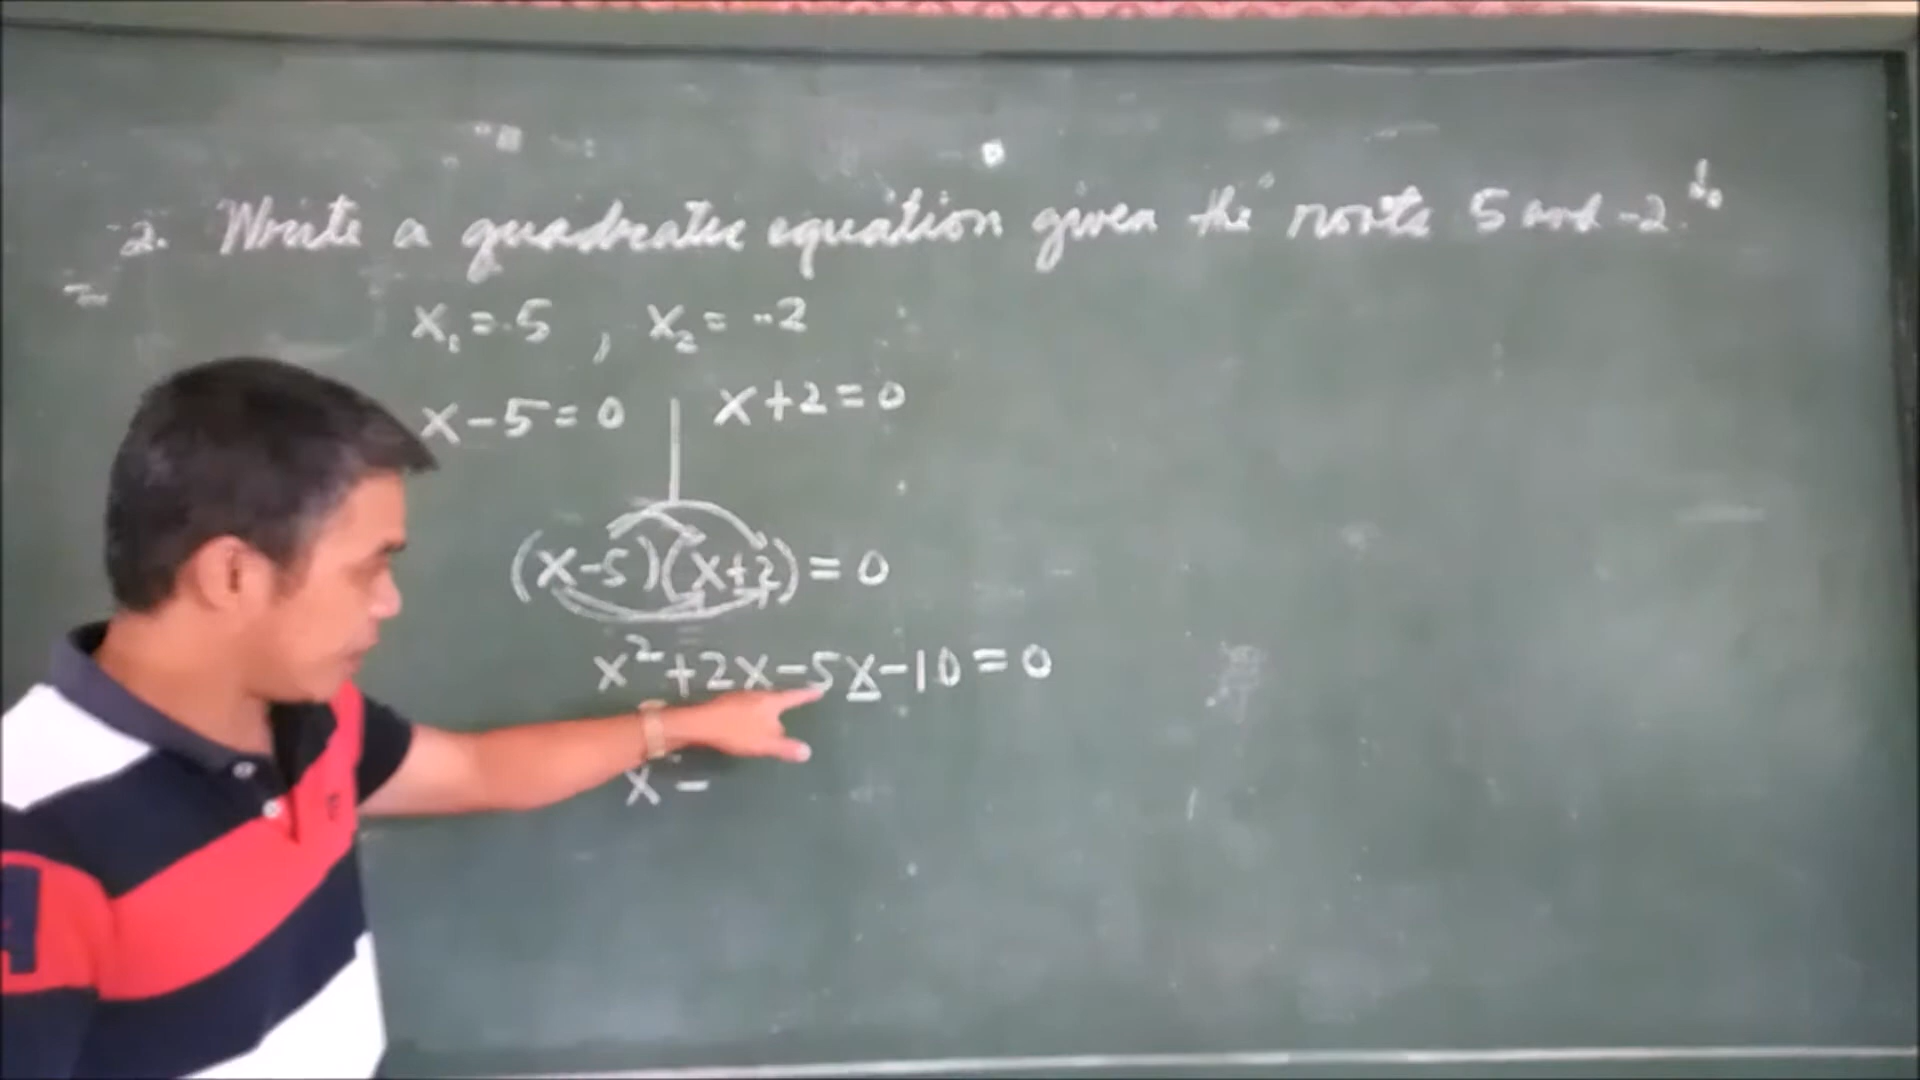 2. Write a quadratic equation given the roots 5 and -2.
x₁ = 5 , x₂ = -2
x - 5 = 0 x + 2 = 0
(x-5)(x+2) = 0
x² + 2x - 5x - 10 = 0
x² -